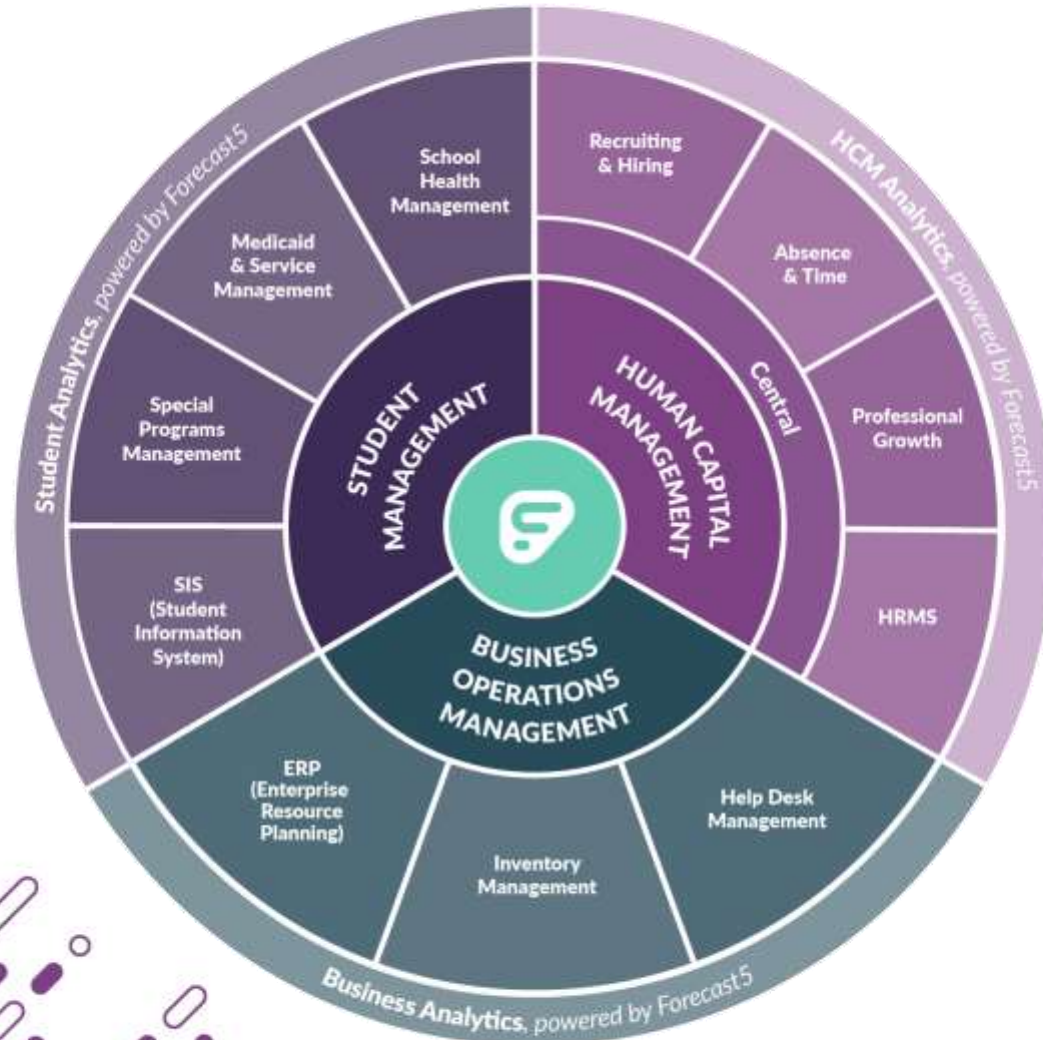 Student Analytics, powered by Forecast5
HCM Analytics, powered by Forecast5
School
Health
Management
Recruiting
& Hiring
Medicaid
& Service
Management
Absence
& Time
Special
Programs
Management
STUDENT
MANAGEMENT
HUMAN CAPITAL
MANAGEMENT
Central
Professional
Growth
SIS
(Student
Information
System)
HRMS
BUSINESS
OPERATIONS
MANAGEMENT
ERP
(Enterprise
Resource
Planning)
Inventory
Management
Help Desk
Management
Business Analytics, powered by Forecast5